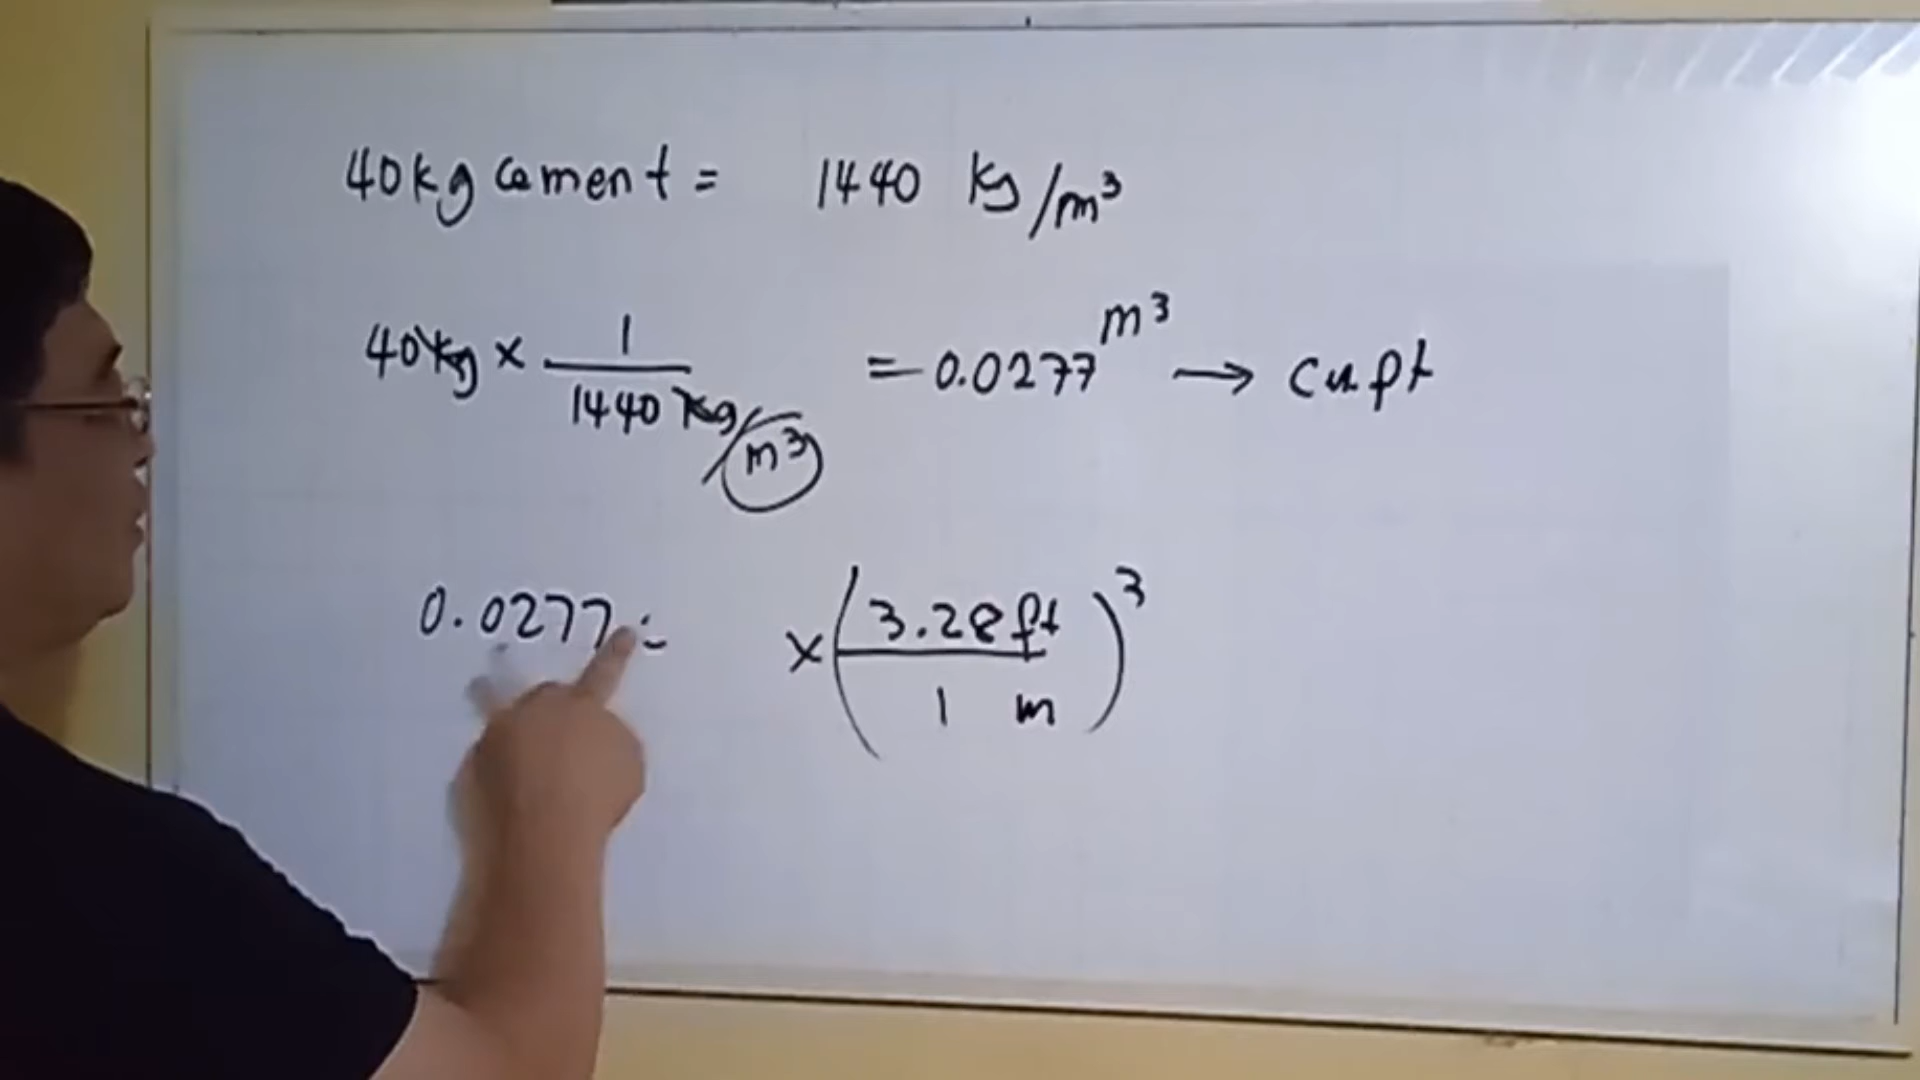 40kg cement = 1440 kg/m³
40kg × 1/1440 kg/m³ = 0.0277 m³ → cu ft
0.0277 = × (3.28 ft / 1 m)³